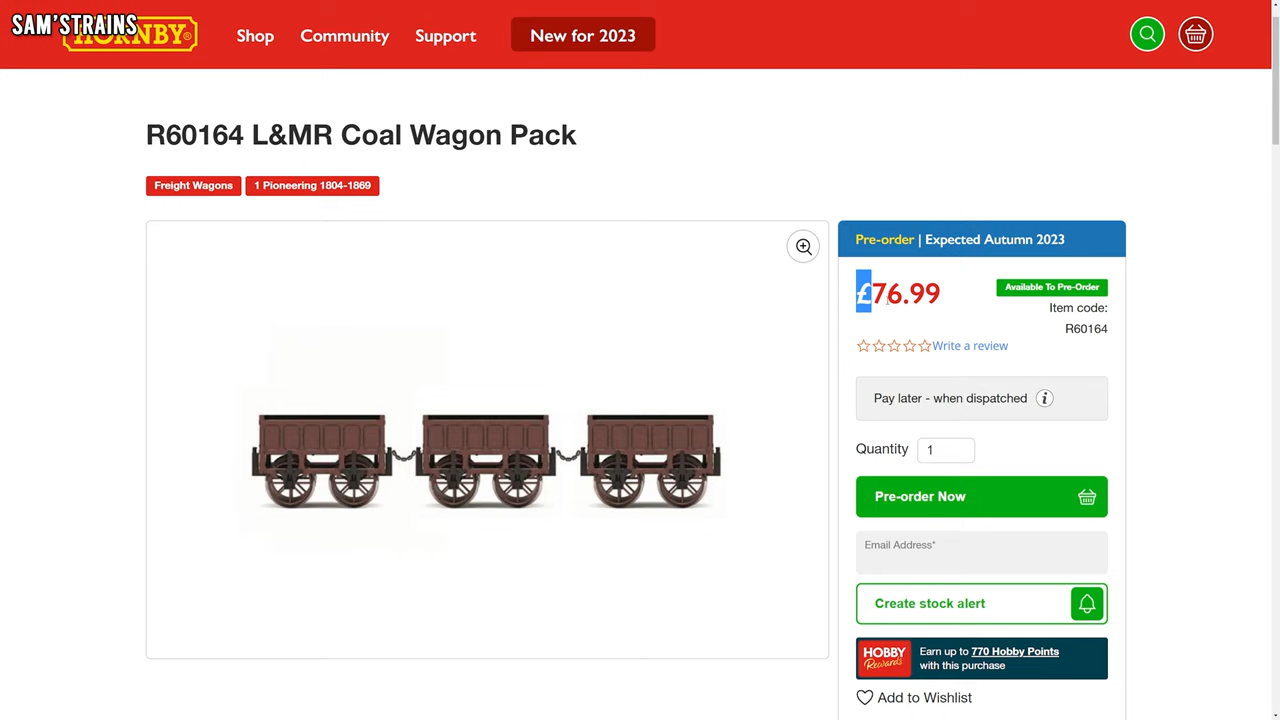 SAM'STRAINS
HORNBY®
Shop
Community
Support
New for 2023
R60164 L&MR Coal Wagon Pack
Freight Wagons
1 Pioneering 1804-1869
Pre-order | Expected Autumn 2023
£76.99
Available To Pre-Order
Item code:
R60164
Write a review
Pay later - when dispatched
i
Quantity
1
Pre-order Now
Email Address*
Create stock alert
HOBBY
Rewards
Earn up to 770 Hobby Points
with this purchase
Add to Wishlist